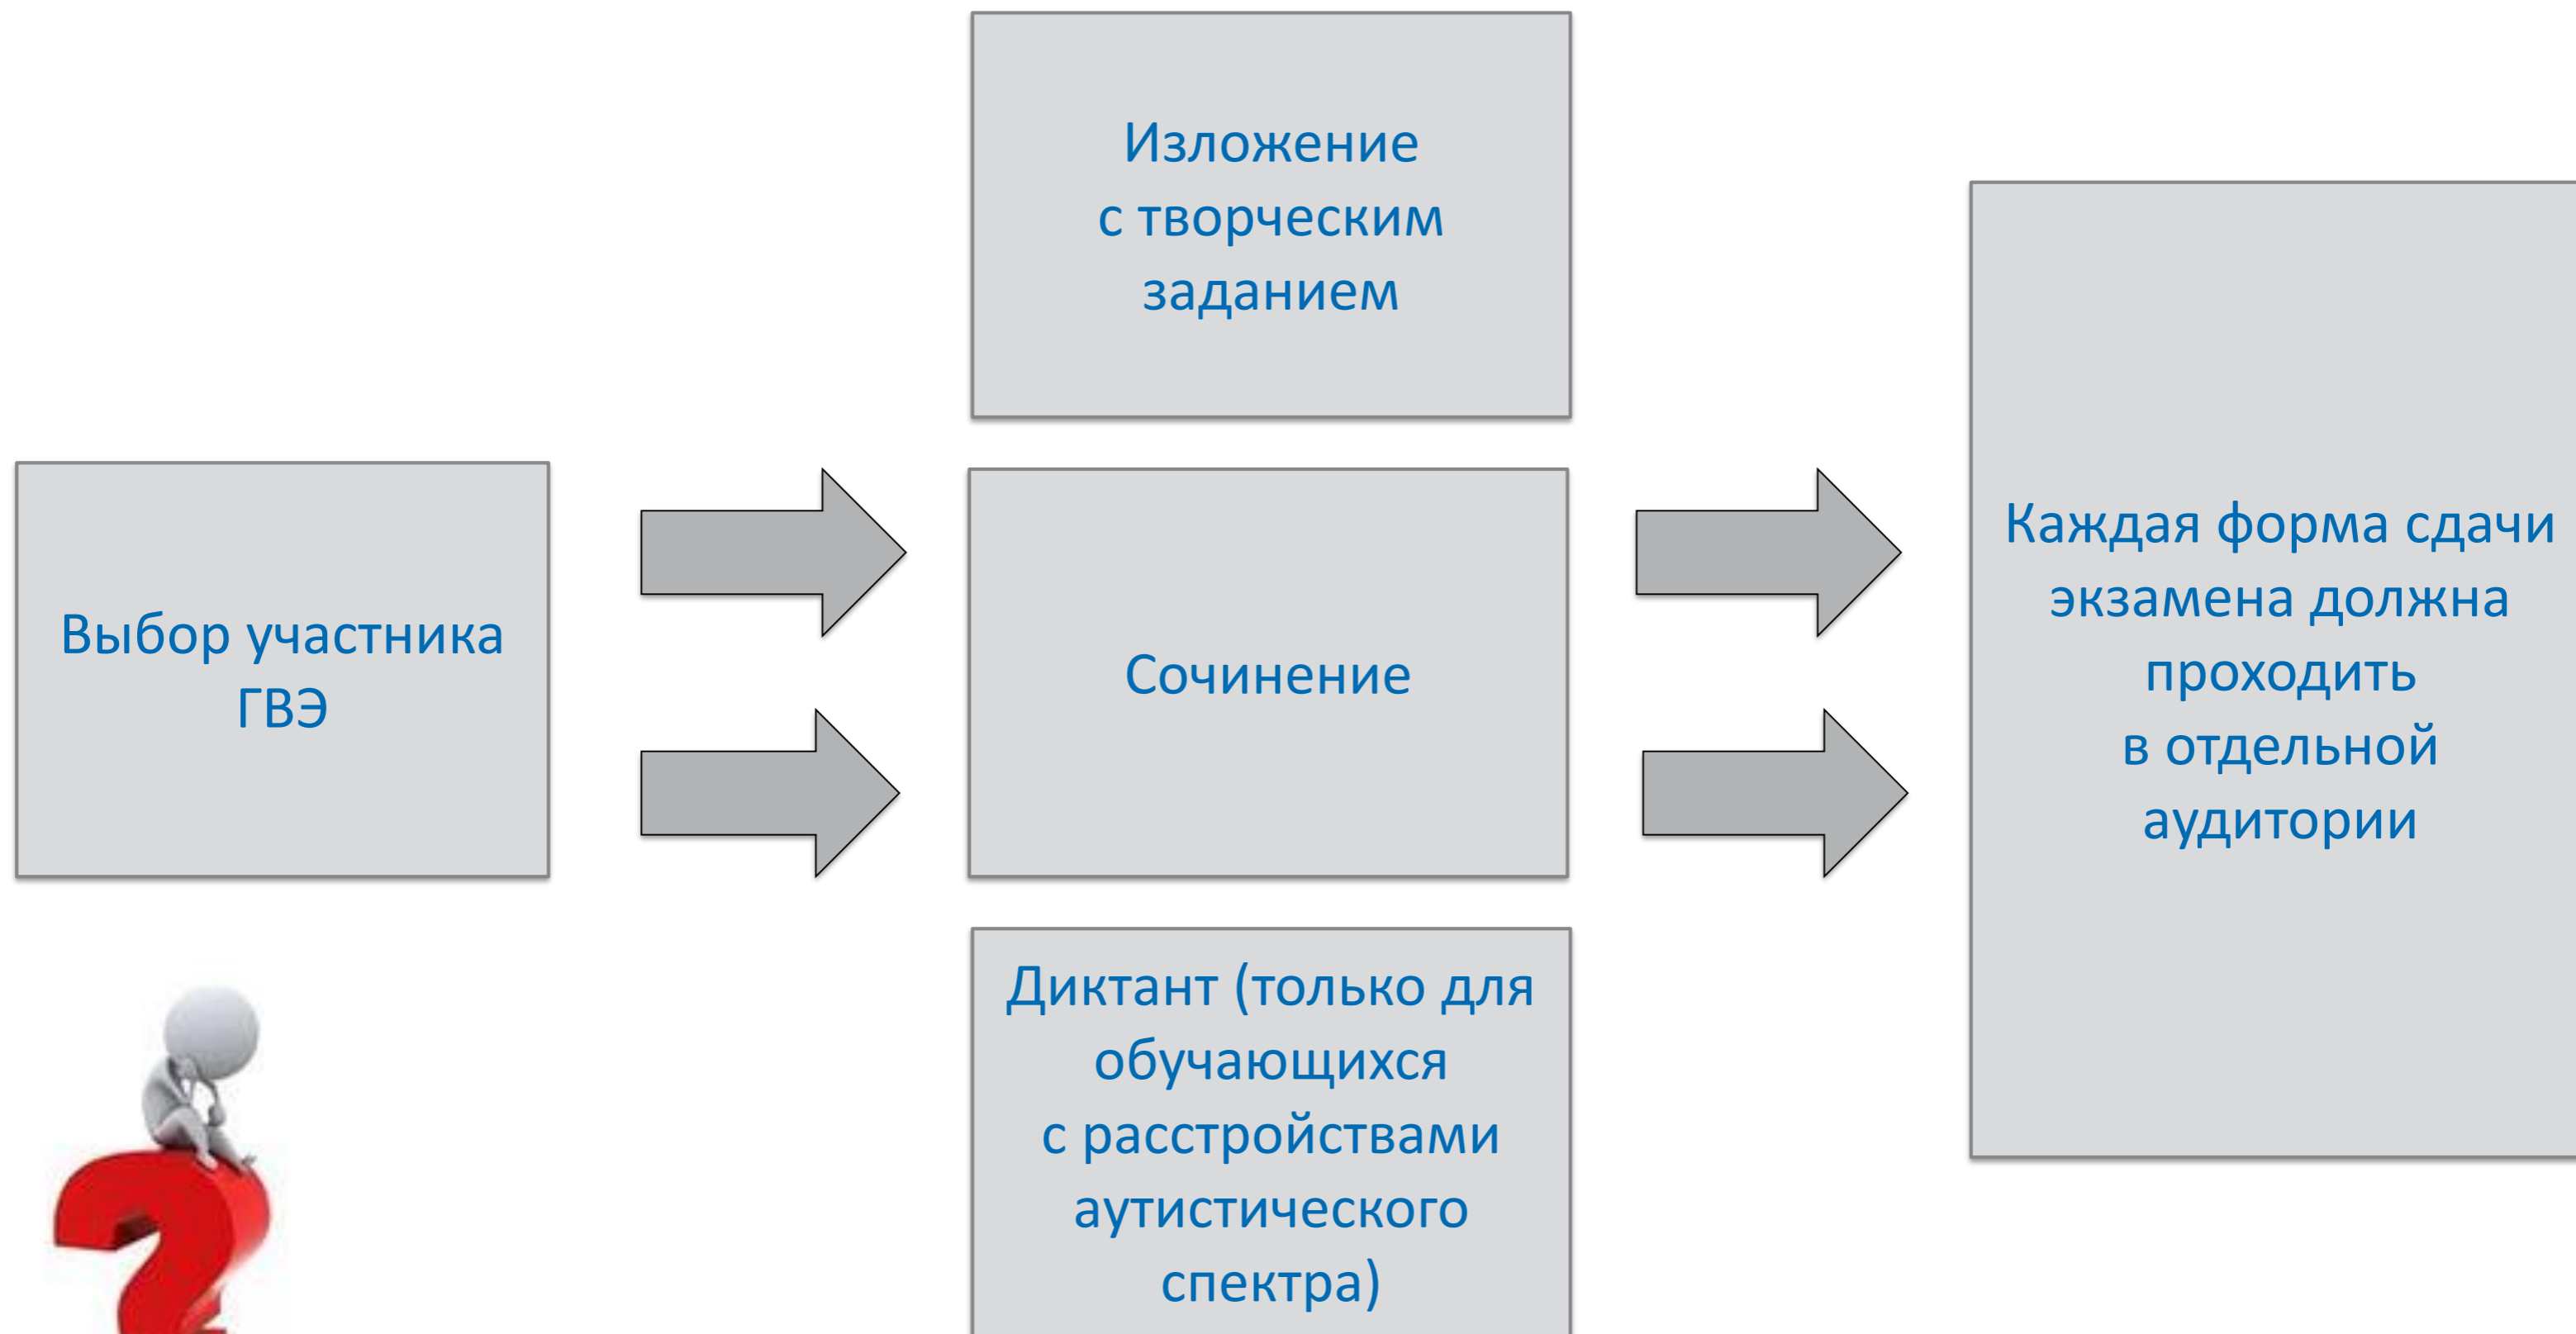 Выбор участника
ГВЭ
Изложение
с творческим
заданием
Сочинение
Диктант (только для
обучающихся
с расстройствами
аутистического
спектра)
Каждая форма сдачи
экзамена должна
проходить
в отдельной
аудитории